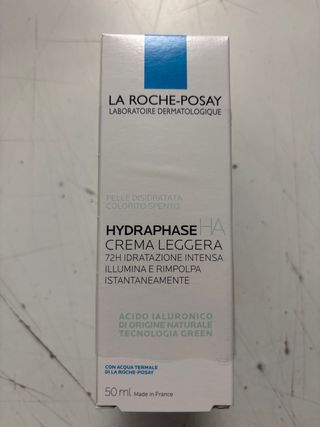 LA ROCHE-POSAY
LABORATOIRE DERMATOLOGIQUE
PELLE DISIDRATATA
COLORITO SPENTO
HYDRAPHASE HA
CREMA LEGGERA
72H IDRATAZIONE INTENSA
ILLUMINA E RIMPOLPA
ISTANTANEAMENTE
ACIDO IALURONICO
DI ORIGINE NATURALE
TECNOLOGIA GREEN
CON ACQUA TERMALE
DI LA ROCHE-POSAY
50 ml Made in France